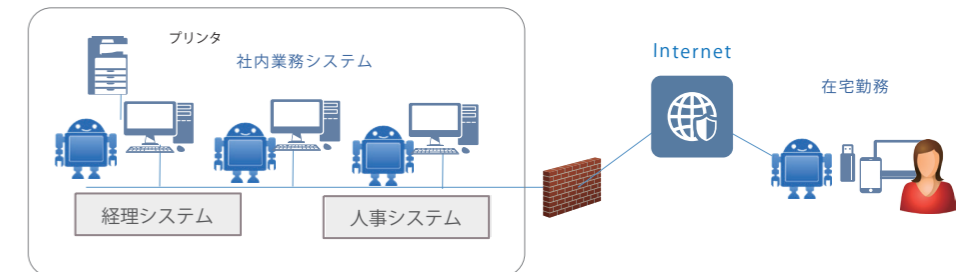 プリンタ
社内業務システム
Internet
在宅勤務
経理システム
人事システム